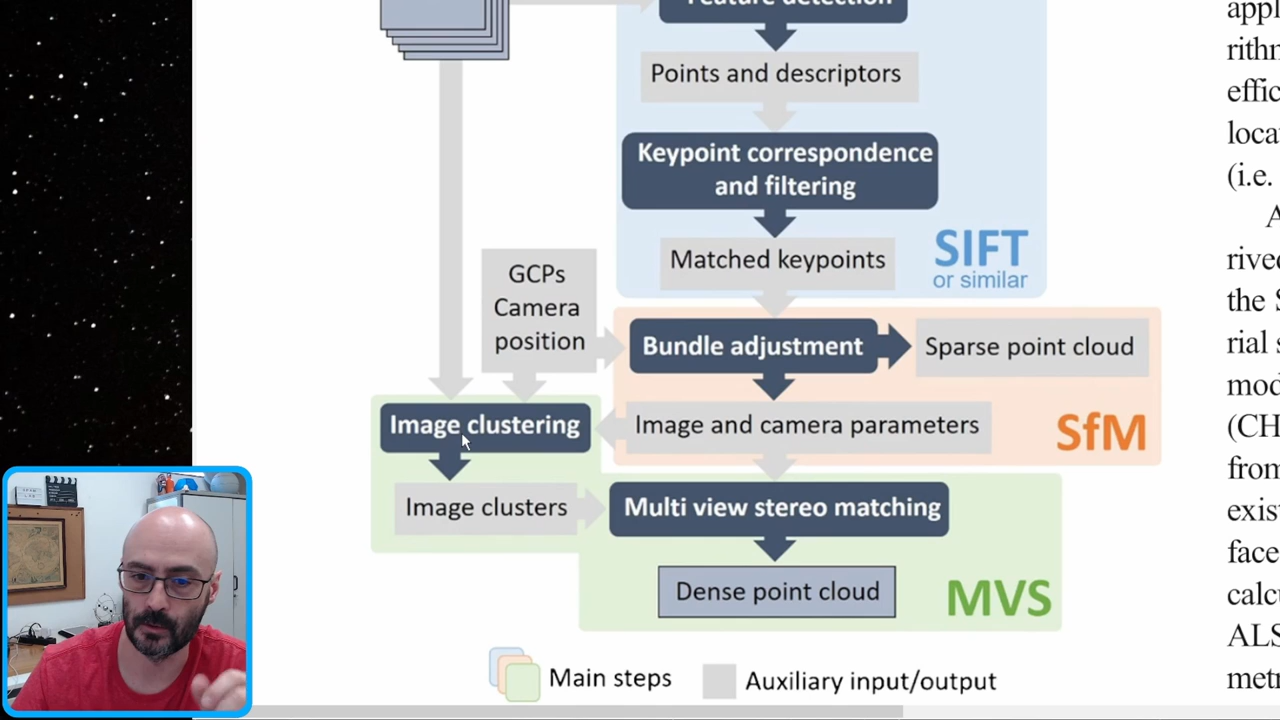 Feature detection
Points and descriptors
Keypoint correspondence
and filtering
SIFT
or similar
Matched keypoints
GCPs
Camera
position
Bundle adjustment
Sparse point cloud
Image clustering
Image and camera parameters
SfM
Image clusters
Multi view stereo matching
Dense point cloud
MVS
Main steps
Auxiliary input/output
appl
rithn
effic
loca
(i.e.
A
rived
the S
rial s
mod
(CH
from
exist
face
calcu
ALS
metr